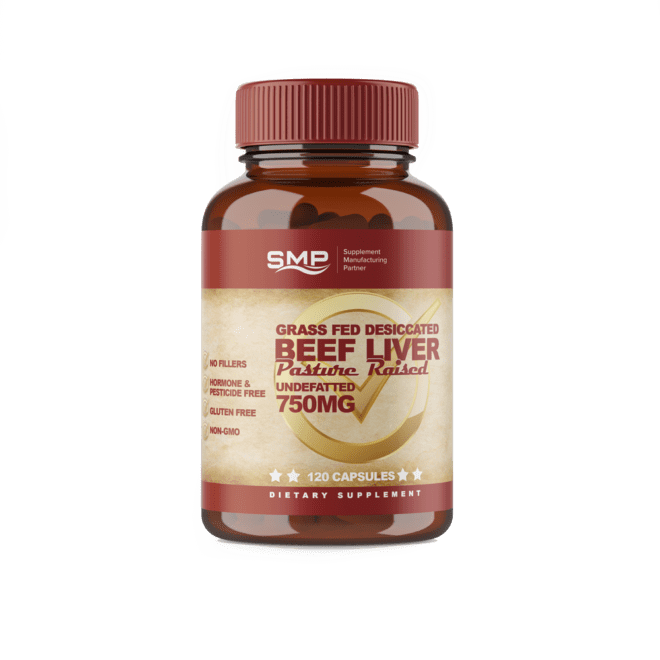 SMP
Supplement
Manufacturing
Partner
GRASS FED DESICCATED
BEEF LIVER
Pasture Raised
UNDEFATTED
750MG
NO FILLERS
HORMONE &
PESTICIDE FREE
GLUTEN FREE
NON-GMO
120 CAPSULES
DIETARY SUPPLEMENT